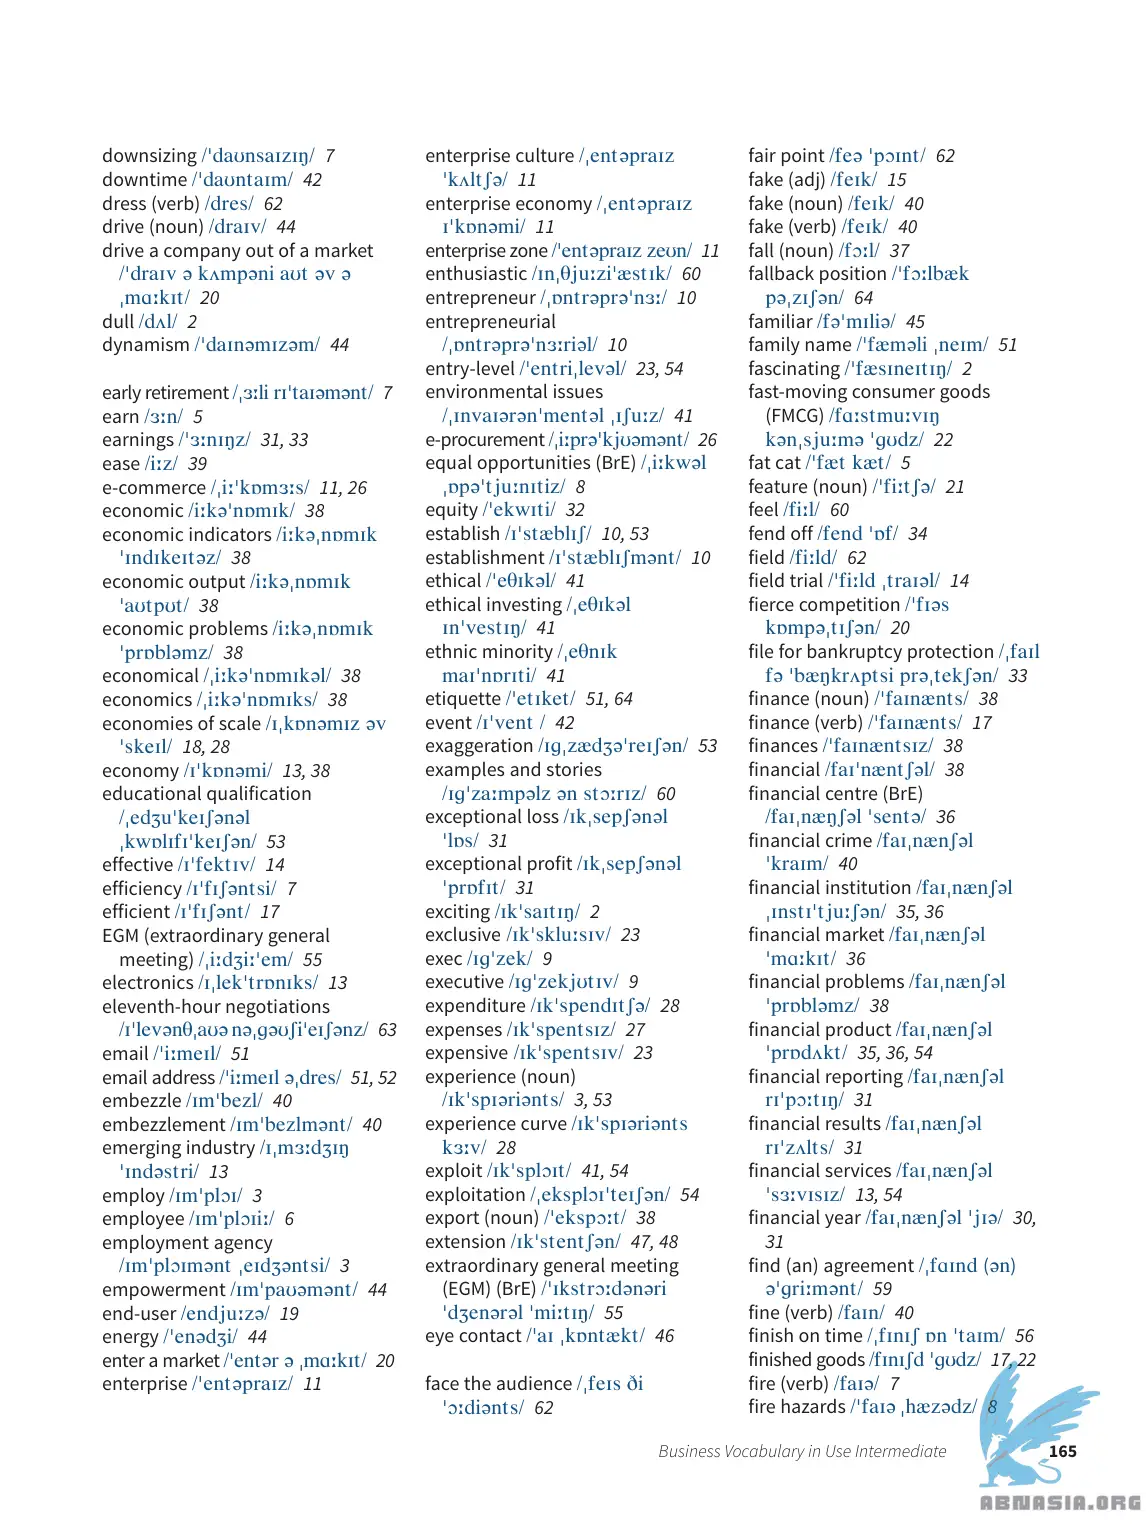 downsizing /ˈdaʊnsaɪzɪŋ/ 7
downtime /ˈdaʊntaɪm/ 42
dress (verb) /dres/ 62
drive (noun) /draɪv/ 44
drive a company out of a market
/ˈdraɪv ə kʌmpəni aʊt əv ə
ˌmɑːkɪt/ 20
dull /dʌl/ 2
dynamism /ˈdaɪnəmɪzəm/ 44
early retirement /ˌɜːli rɪˈtaɪəmənt/ 7
earn /ɜːn/ 5
earnings /ˈɜːnɪŋz/ 31, 33
ease /iːz/ 39
e-commerce /ˌiːˈkɒmɜːs/ 11, 26
economic /iːkəˈnɒmɪk/ 38
economic indicators /iːkəˌnɒmɪk
ˈɪndɪkeɪtəz/ 38
economic output /iːkəˌnɒmɪk
ˈaʊtpʊt/ 38
economic problems /iːkəˌnɒmɪk
ˈprɒbləmz/ 38
economical /ˌiːkəˈnɒmɪkəl/ 38
economics /ˌiːkəˈnɒmɪks/ 38
economies of scale /ɪˌkɒnəmɪz əv
ˈskeɪl/ 18, 28
economy /ɪˈkɒnəmi/ 13, 38
educational qualification
/ˌedʒuˈkeɪʃənəl
ˌkwɒlɪfɪˈkeɪʃən/ 53
effective /ɪˈfektɪv/ 14
efficiency /ɪˈfɪʃəntsi/ 7
efficient /ɪˈfɪʃənt/ 17
EGM (extraordinary general
meeting) /ˌiːdʒiːˈem/ 55
electronics /ɪˌlekˈtrɒnɪks/ 13
eleventh-hour negotiations
/ɪˈlevənθˌaʊə nəˌɡəʊʃiˈeɪʃənz/ 63
email /ˈiːmeɪl/ 51
email address /ˈiːmeɪl əˌdres/ 51, 52
embezzle /ɪmˈbezl/ 40
embezzlement /ɪmˈbezlmənt/ 40
emerging industry /ɪˌmɜːdʒɪŋ
ˈɪndəstri/ 13
employ /ɪmˈplɔɪ/ 3
employee /ɪmˈplɔɪiː/ 6
employment agency
/ɪmˈplɔɪmənt ˌeɪdʒəntsi/ 3
empowerment /ɪmˈpaʊəmənt/ 44
end-user /endjuːzə/ 19
energy /ˈenədʒi/ 44
enter a market /ˈentər ə ˌmɑːkɪt/ 20
enterprise /ˈentəpraɪz/ 11
enterprise culture /ˌentəpraɪz
ˈkʌltʃə/ 11
enterprise economy /ˌentəpraɪz
ɪˈkɒnəmi/ 11
enterprise zone /ˈentəpraɪz zeʊn/ 11
enthusiastic /ɪnˌθjuːziˈæstɪk/ 60
entrepreneur /ˌɒntrəprəˈnɜː/ 10
entrepreneurial
/ˌɒntrəprəˈnɜːriəl/ 10
entry-level /ˈentriˌlevəl/ 23, 54
environmental issues
/ˌɪnvaɪərənˈmentəl ˌɪʃuːz/ 41
e-procurement /ˌiːprəˈkjʊəmənt/ 26
equal opportunities (BrE) /ˌiːkwəl
ˌɒpəˈtjuːnɪtiz/ 8
equity /ˈekwɪti/ 32
establish /ɪˈstæblɪʃ/ 10, 53
establishment /ɪˈstæblɪʃmənt/ 10
ethical /ˈeθɪkəl/ 41
ethical investing /ˌeθɪkəl
ɪnˈvestɪŋ/ 41
ethnic minority /ˌeθnɪk
maɪˈnɒrɪti/ 41
etiquette /ˈetɪket/ 51, 64
event /ɪˈvent / 42
exaggeration /ɪɡˌzædʒəˈreɪʃən/ 53
examples and stories
/ɪɡˈzaːmpəlz ən stɔːrɪz/ 60
exceptional loss /ɪkˌsepʃənəl
ˈlɒs/ 31
exceptional profit /ɪkˌsepʃənəl
ˈprɒfɪt/ 31
exciting /ɪkˈsaɪtɪŋ/ 2
exclusive /ɪkˈskluːsɪv/ 23
exec /ɪɡˈzek/ 9
executive /ɪɡˈzekjʊtɪv/ 9
expenditure /ɪkˈspendɪtʃə/ 28
expenses /ɪkˈspentsɪz/ 27
expensive /ɪkˈspentsɪv/ 23
experience (noun)
/ɪkˈspɪəriənts/ 3, 53
experience curve /ɪkˈspɪəriənts
kɜːv/ 28
exploit /ɪkˈsplɔɪt/ 41, 54
exploitation /ˌeksplɔɪˈteɪʃən/ 54
export (noun) /ˈekspɔːt/ 38
extension /ɪkˈstentʃən/ 47, 48
extraordinary general meeting
(EGM) (BrE) /ˈɪkstrɔːdənəri
ˈdʒenərəl ˈmiːtɪŋ/ 55
eye contact /ˈaɪ ˌkɒntækt/ 46
face the audience /ˌfeɪs ði
ˈɔːdiənts/ 62
fair point /feə ˈpɔɪnt/ 62
fake (adj) /feɪk/ 15
fake (noun) /feɪk/ 40
fake (verb) /feɪk/ 40
fall (noun) /fɔːl/ 37
fallback position /ˈfɔːlbæk
pəˌzɪʃən/ 64
familiar /fəˈmɪliə/ 45
family name /ˈfæməli ˌneɪm/ 51
fascinating /ˈfæsɪneɪtɪŋ/ 2
fast-moving consumer goods
(FMCG) /fɑːstmuːvɪŋ
kənˌsjuːmə ˈɡʊdz/ 22
fat cat /ˈfæt kæt/ 5
feature (noun) /ˈfiːtʃə/ 21
feel /fiːl/ 60
fend off /fend ˈɒf/ 34
field /fiːld/ 62
field trial /ˈfiːld ˌtraɪəl/ 14
fierce competition /ˈfɪəs
kɒmpəˌtɪʃən/ 20
file for bankruptcy protection /ˌfaɪl
fə ˈbæŋkrʌptsi prəˌtekʃən/ 33
finance (noun) /ˈfaɪnænts/ 38
finance (verb) /ˈfaɪnænts/ 17
finances /ˈfaɪnæntsɪz/ 38
financial /faɪˈnæntʃəl/ 38
financial centre (BrE)
/faɪˌnæŋʃəl ˈsentə/ 36
financial crime /faɪˌnænʃəl
ˈkraɪm/ 40
financial institution /faɪˌnænʃəl
ˌɪnstɪˈtjuːʃən/ 35, 36
financial market /faɪˌnænʃəl
ˈmɑːkɪt/ 36
financial problems /faɪˌnænʃəl
ˈprɒbləmz/ 38
financial product /faɪˌnænʃəl
ˈprɒdʌkt/ 35, 36, 54
financial reporting /faɪˌnænʃəl
rɪˈpɔːtɪŋ/ 31
financial results /faɪˌnænʃəl
rɪˈzʌlts/ 31
financial services /faɪˌnænʃəl
ˈsɜːvɪsɪz/ 13, 54
financial year /faɪˌnænʃəl ˈjɪə/ 30,
31
find (an) agreement /ˌfɑɪnd (ən)
əˈɡriːmənt/ 59
fine (verb) /faɪn/ 40
finish on time /ˌfɪnɪʃ ɒn ˈtaɪm/ 56
finished goods /fɪnɪʃd ˈɡʊdz/ 17, 22
fire (verb) /faɪə/ 7
fire hazards /ˈfaɪə ˌhæzədz/ 8
Business Vocabulary in Use Intermediate 165
ABNASIA.ORG